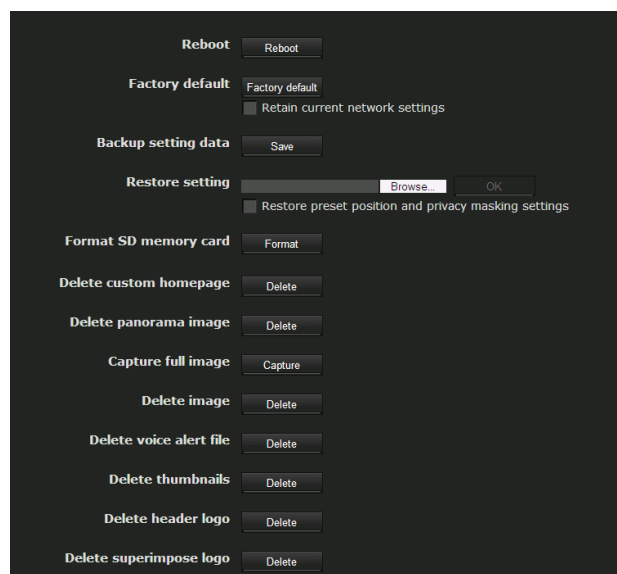 Reboot Reboot
Factory default Factory default
Retain current network settings
Backup setting data Save
Restore setting Browse... OK
Restore preset position and privacy masking settings
Format SD memory card Format
Delete custom homepage Delete
Delete panorama image Delete
Capture full image Capture
Delete image Delete
Delete voice alert file Delete
Delete thumbnails Delete
Delete header logo Delete
Delete superimpose logo Delete